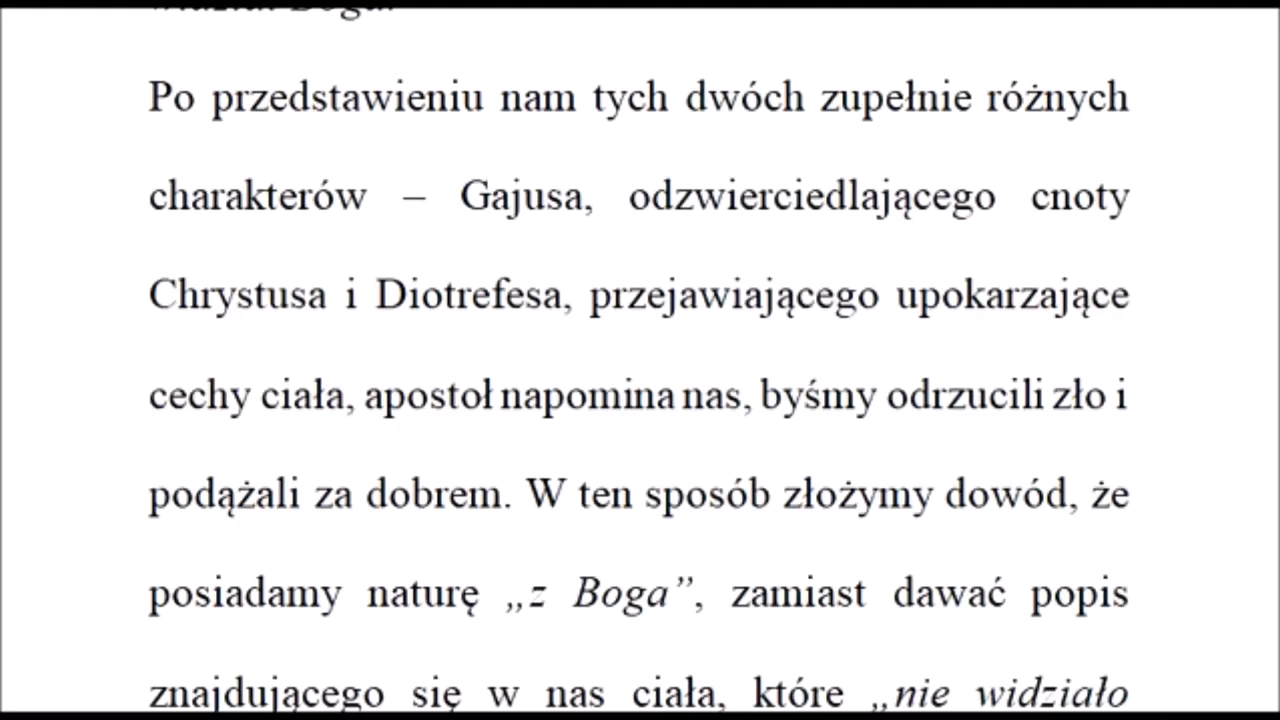 widział Boga.
Po przedstawieniu nam tych dwóch zupełnie różnych
charakterów – Gajusa, odzwierciedlającego cnoty
Chrystusa i Diotrefesa, przejawiającego upokarzające
cechy ciała, apostoł napomina nas, byśmy odrzucili zło i
podążali za dobrem. W ten sposób złożymy dowód, że
posiadamy naturę „z Boga”, zamiast dawać popis
znajdującego się w nas ciała, które „nie widziało